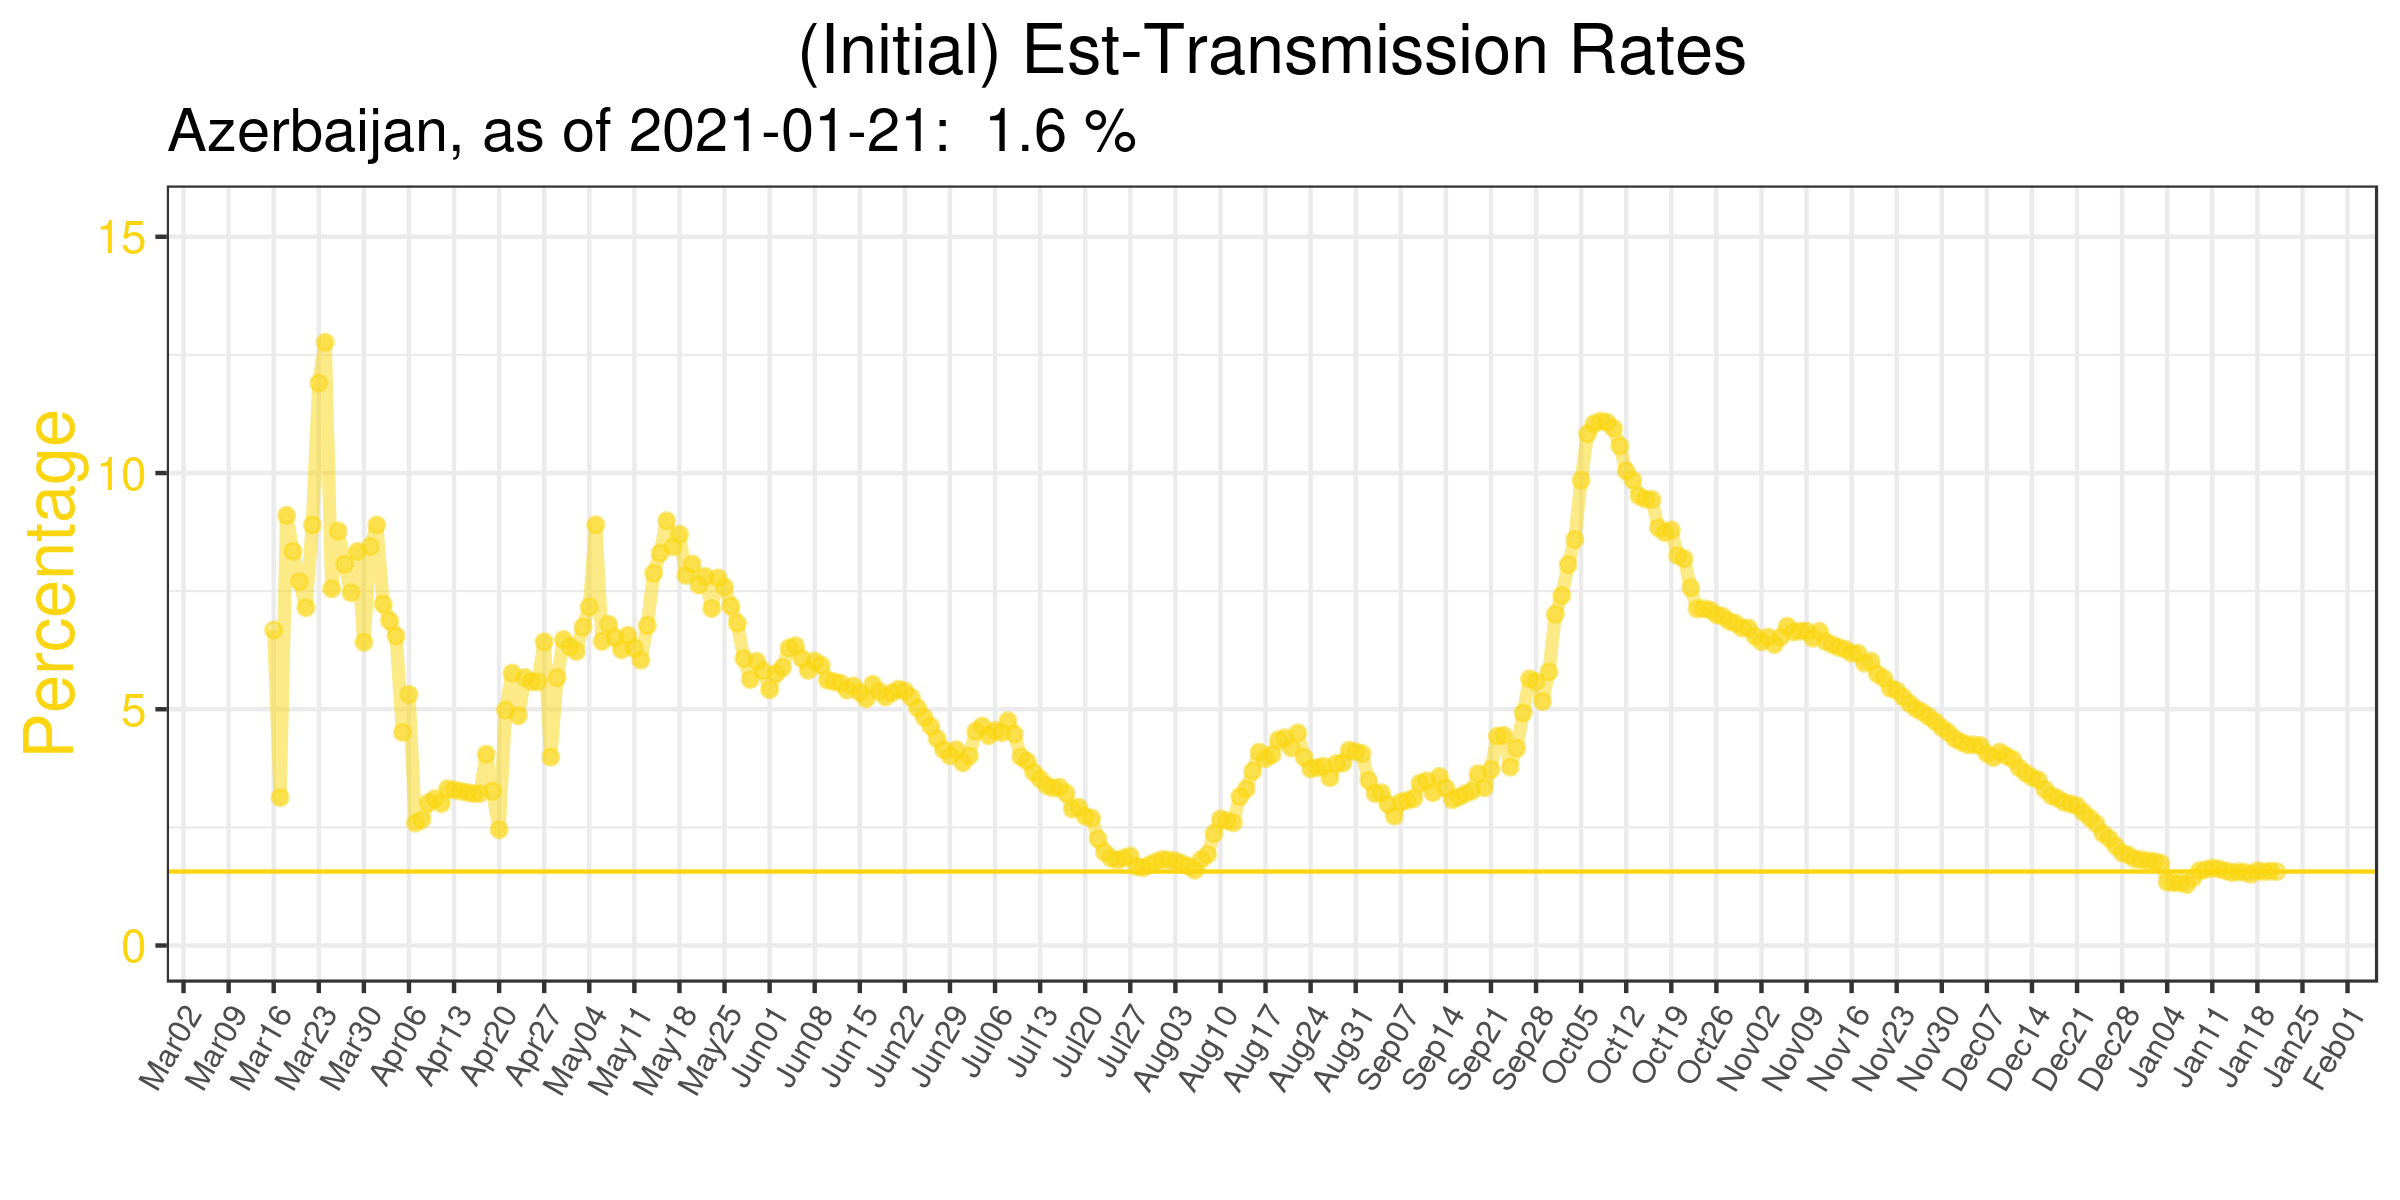 (Initial) Est-Transmission Rates
Azerbaijan, as of 2021-01-21:  1.6 %
Percentage
15
10
5
0
Mar02 Mar09 Mar16 Mar23 Mar30 Apr06 Apr13 Apr20 Apr27 May04 May11 May18 May25 Jun01 Jun08 Jun15 Jun22 Jun29 Jul06 Jul13 Jul20 Jul27 Aug03 Aug10 Aug17 Aug24 Aug31 Sep07 Sep14 Sep21 Sep28 Oct05 Oct12 Oct19 Oct26 Nov02 Nov09 Nov16 Nov23 Nov30 Dec07 Dec14 Dec21 Dec28 Jan04 Jan11 Jan18 Jan25 Feb01